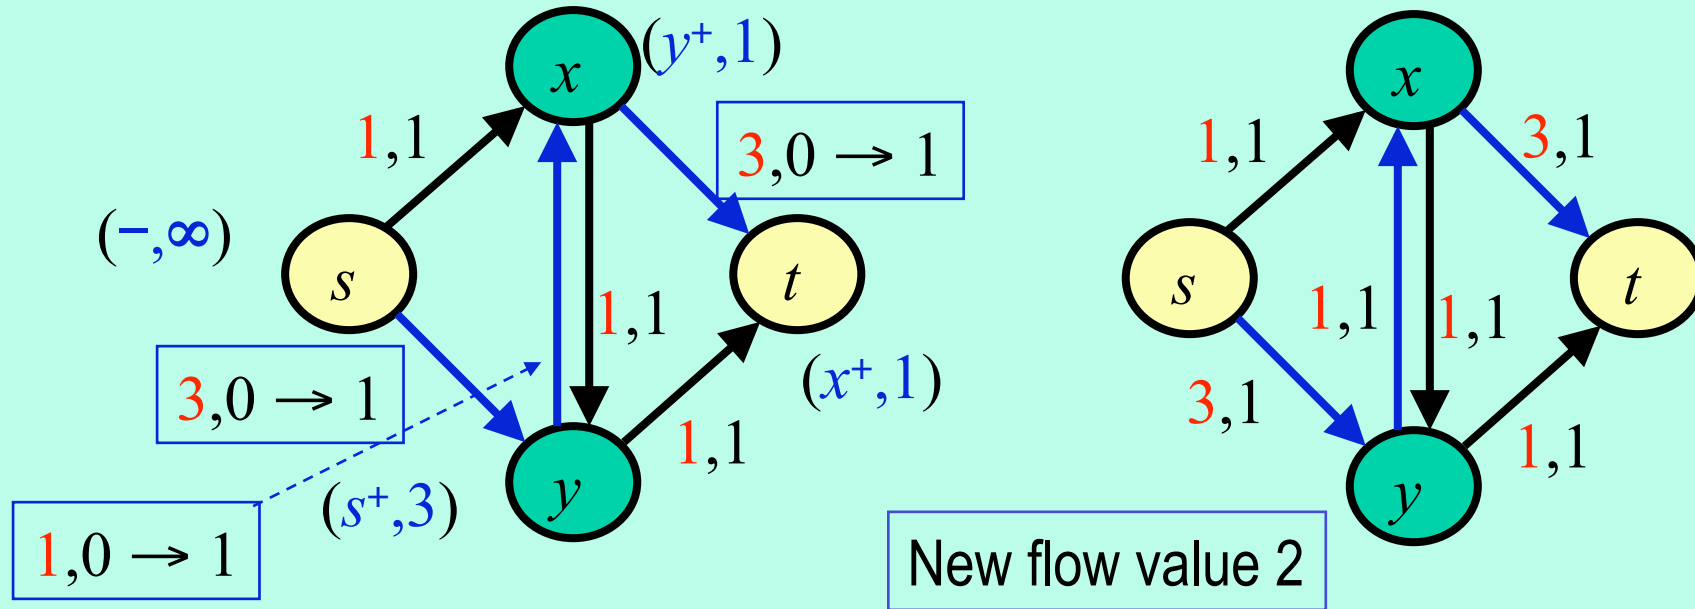 x
(y⁺,1)
1,1
3,0 → 1
(−,∞)
s
t
1,1
(x⁺,1)
3,0 → 1
1,1
y
(s⁺,3)
1,0 → 1
x
1,1
3,1
s
t
1,1
1,1
3,1
1,1
y
New flow value 2